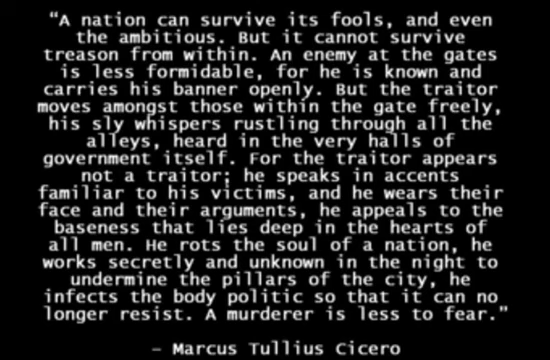 “A nation can survive its fools, and even
the ambitious. But it cannot survive
treason from within. An enemy at the gates
is less formidable, for he is known and
carries his banner openly. But the traitor
moves amongst those within the gate freely,
his sly whispers rustling through all the
alleys, heard in the very halls of
government itself. For the traitor appears
not a traitor; he speaks in accents
familiar to his victims, and he wears their
face and their arguments, he appeals to the
baseness that lies deep in the hearts of
all men. He rots the soul of a nation, he
works secretly and unknown in the night to
undermine the pillars of the city, he
infects the body politic so that it can no
longer resist. A murderer is less to fear.”
– Marcus Tullius Cicero